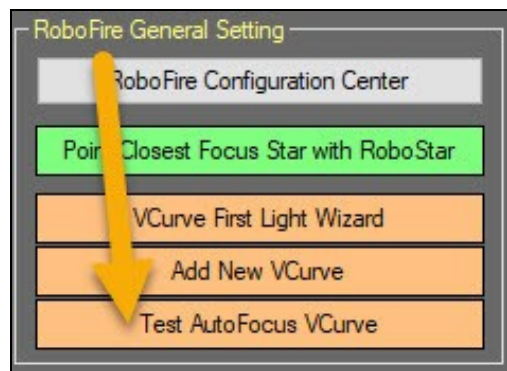 RoboFire General Setting
RoboFire Configuration Center
Point Closest Focus Star with RoboStar
VCurve First Light Wizard
Add New VCurve
Test AutoFocus VCurve